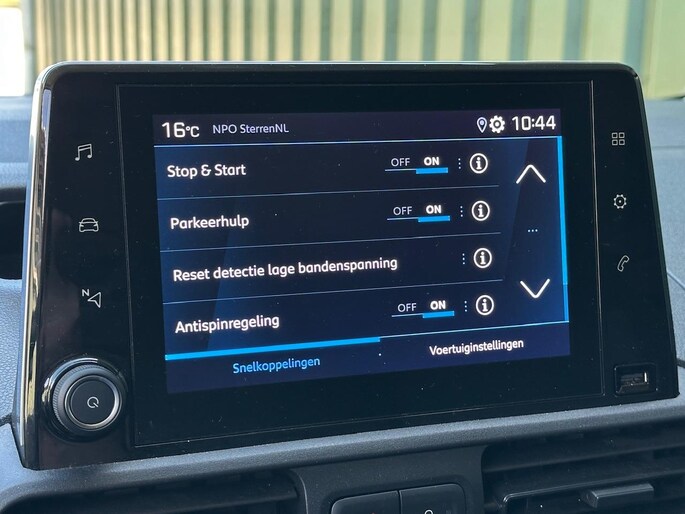 16°C NPO SterrenNL 10:44
Stop & Start OFF ON
Parkeerhulp OFF ON
Reset detectie lage bandenspanning
Antispinregeling OFF ON
Snelkoppelingen Voertuiginstellingen
N